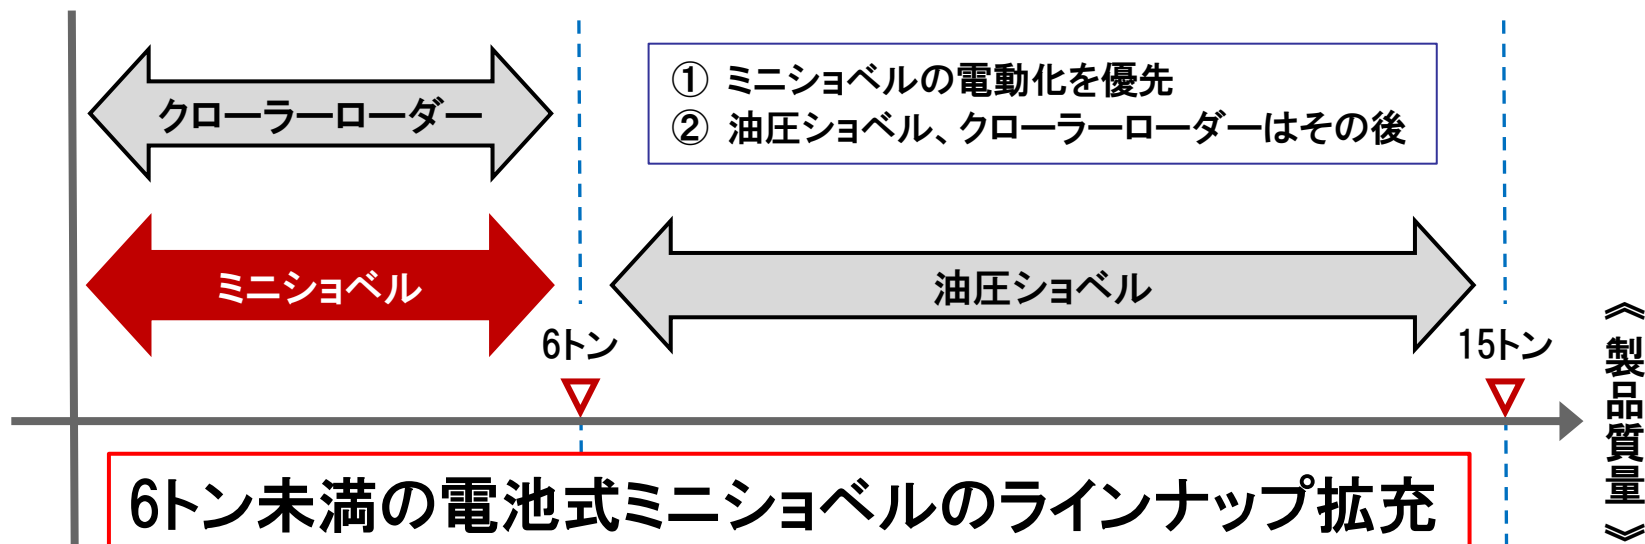 クローラーローダー
① ミニショベルの電動化を優先
② 油圧ショベル、クローラーローダーはその後
ミニショベル
油圧ショベル
6トン
15トン
《製品質量》
6トン未満の電池式ミニショベルのラインナップ拡充